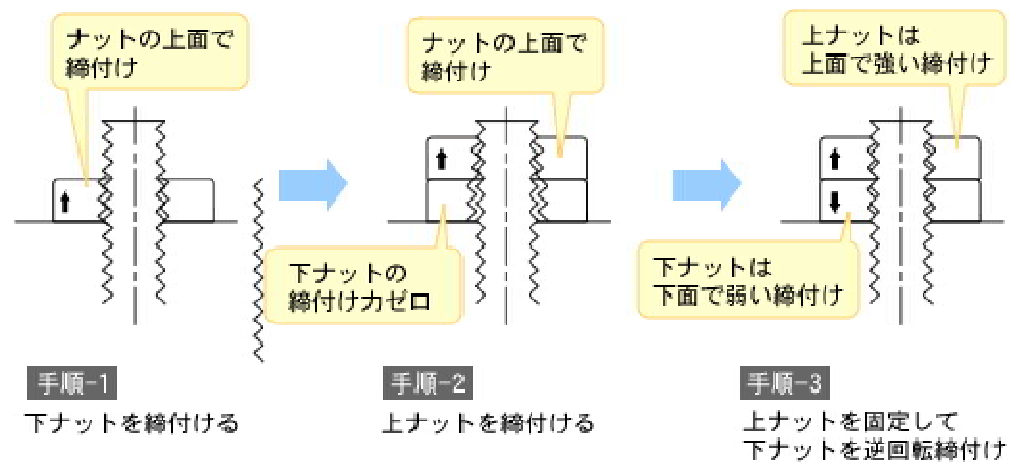 ナットの上面で
締付け
ナットの上面で
締付け
上ナットは
上面で強い締付け
下ナットの
締付け力ゼロ
下ナットは
下面で弱い締付け
手順-1
下ナットを締付ける
手順-2
上ナットを締付ける
手順-3
上ナットを固定して
下ナットを逆回転締付け